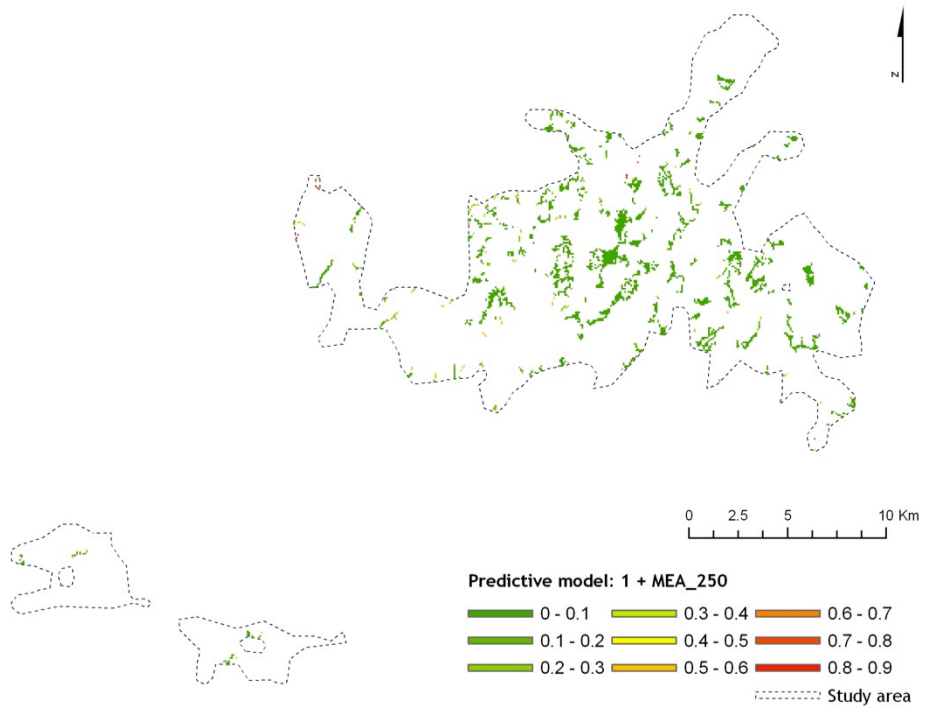 N
0 2.5 5 10 Km
Predictive model: 1 + MEA_250
0 - 0.1 0.3 - 0.4 0.6 - 0.7
0.1 - 0.2 0.4 - 0.5 0.7 - 0.8
0.2 - 0.3 0.5 - 0.6 0.8 - 0.9
Study area